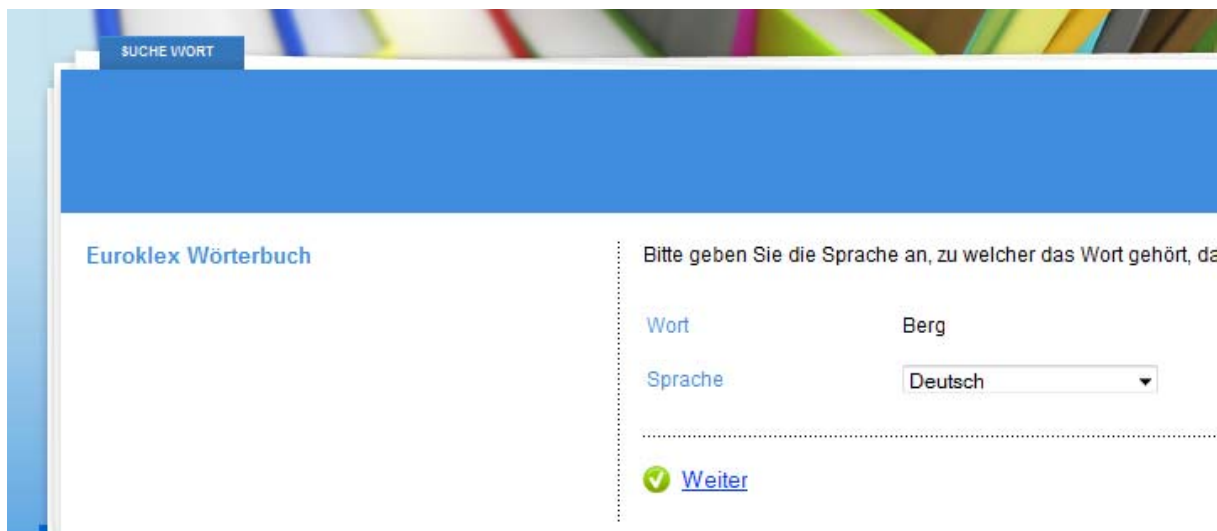 SUCHE WORT
Euroklex Wörterbuch
Bitte geben Sie die Sprache an, zu welcher das Wort gehört, da
Wort Berg
Sprache Deutsch
Weiter